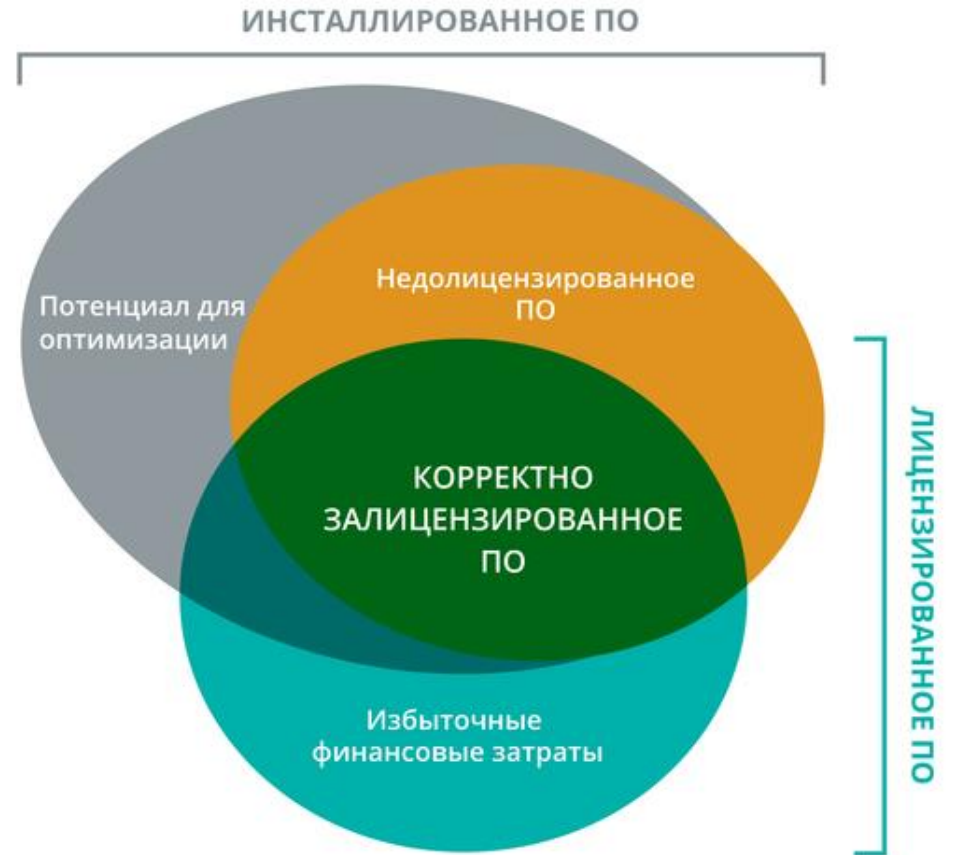 ИНСТАЛЛИРОВАННОЕ ПО
Недолицензированное
ПО
Потенциал для
оптимизации
КОРРЕКТНО
ЗАЛИЦЕНЗИРОВАННОЕ
ПО
ЛИЦЕНЗИРОВАННОЕ ПО
Избыточные
финансовые затраты